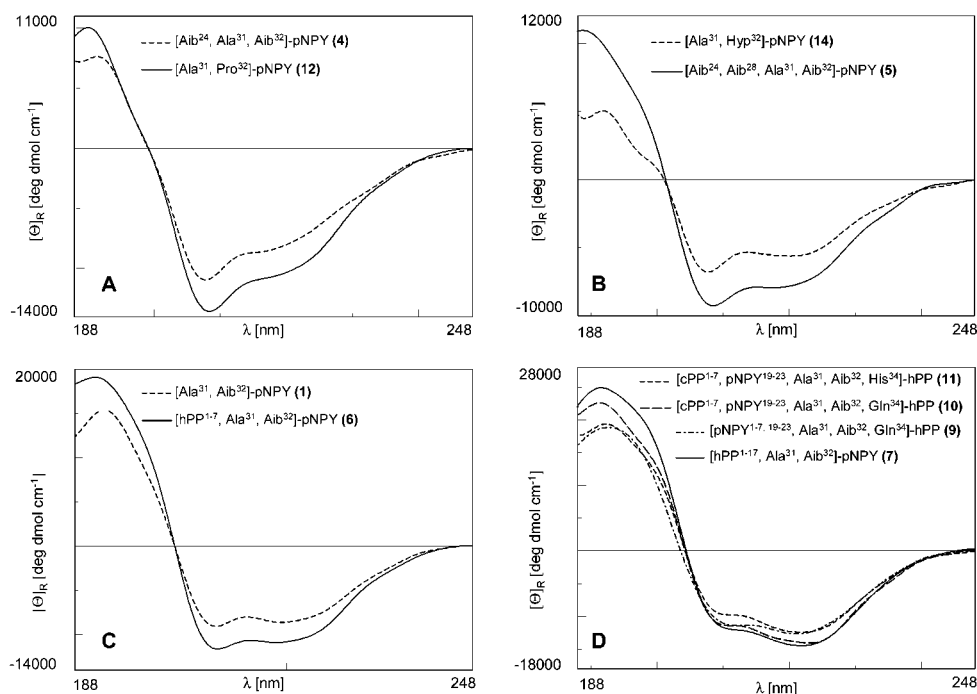 11000
[Aib²⁴, Ala³¹, Aib³²]-pNPY (4)
[Ala³¹, Pro³²]-pNPY (12)
[Θ]R [deg dmol cm⁻¹]
A
-14000
188
λ [nm]
248
12000
[Ala³¹, Hyp³²]-pNPY (14)
[Aib²⁴, Aib²⁸, Ala³¹, Aib³²]-pNPY (5)
[Θ]R [deg dmol cm⁻¹]
B
-10000
188
λ [nm]
248
20000
[Ala³¹, Aib³²]-pNPY (1)
[hPP¹⁻⁷, Ala³¹, Aib³²]-pNPY (6)
[Θ]R [deg dmol cm⁻¹]
C
-14000
188
λ [nm]
248
28000
[cPP¹⁻⁷, pNPY¹⁹⁻²³, Ala³¹, Aib³², His³⁴]-hPP (11)
[cPP¹⁻⁷, pNPY¹⁹⁻²³, Ala³¹, Aib³², Gln³⁴]-hPP (10)
[pNPY¹⁻⁷, ¹⁹⁻²³, Ala³¹, Aib³², Gln³⁴]-hPP (9)
[hPP¹⁻¹⁷, Ala³¹, Aib³²]-pNPY (7)
[Θ]R [deg dmol cm⁻¹]
D
-18000
188
λ [nm]
248